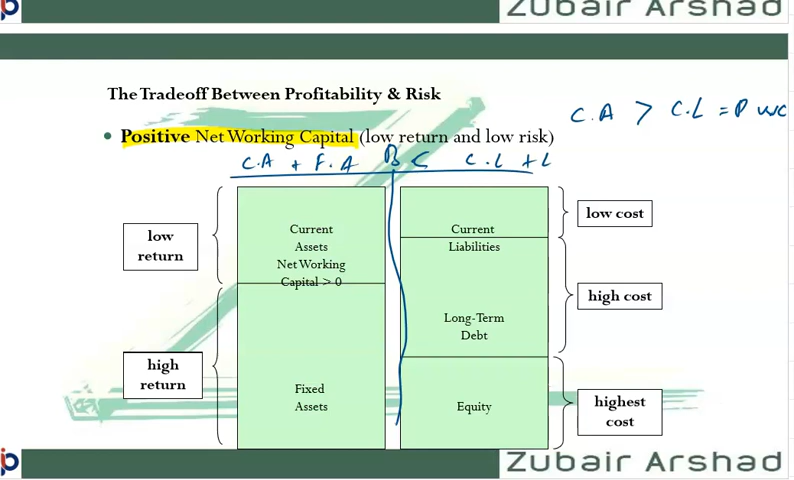 Zubair Arshad
The Tradeoff Between Profitability & Risk
C.A > C.L = P WC
• Positive Net Working Capital (low return and low risk)
C.A + F.A B C C.L + L
low cost
low
return
Current
Assets
Net Working
Capital > 0
Current
Liabilities
high cost
Long-Term
Debt
high
return
Fixed
Assets
Equity
highest
cost
Zubair Arshad